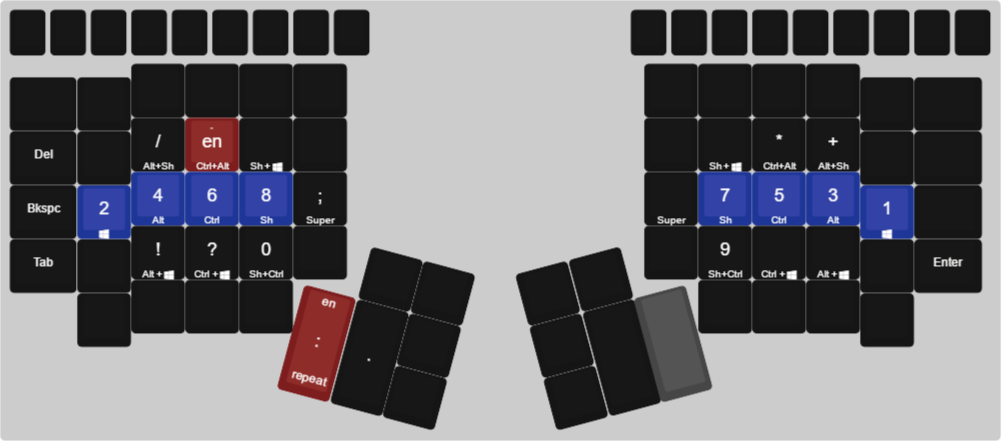 Del
/
Alt+Sh
-
en
Ctrl+Alt
Sh+
Sh+
*
Ctrl+Alt
+
Alt+Sh
Bkspc
2
4
Alt
6
Ctrl
8
Sh
;
Super
Super
7
Sh
5
Ctrl
3
Alt
1
Tab
!
Alt +
?
Ctrl +
0
Sh+Ctrl
9
Sh+Ctrl
Ctrl +
Alt +
Enter
en
:
repeat
.